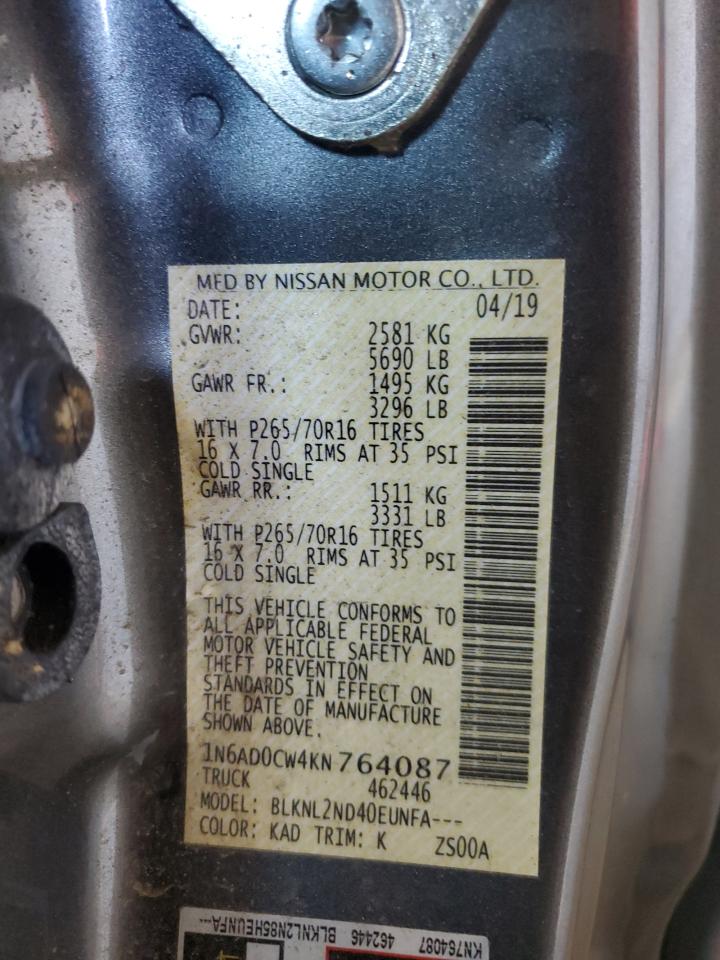 MFD BY NISSAN MOTOR CO., LTD.
DATE: 04/19
GVWR: 2581 KG
5690 LB
GAWR FR.: 1495 KG
3296 LB
WITH P265/70R16 TIRES
16 X 7.0 RIMS AT 35 PSI
COLD SINGLE
GAWR RR.: 1511 KG
3331 LB
WITH P265/70R16 TIRES
16 X 7.0 RIMS AT 35 PSI
COLD SINGLE
THIS VEHICLE CONFORMS TO
ALL APPLICABLE FEDERAL
MOTOR VEHICLE SAFETY AND
THEFT PREVENTION
STANDARDS IN EFFECT ON
THE DATE OF MANUFACTURE
SHOWN ABOVE.
1N6AD0CW4KN764087
TRUCK 462446
MODEL: BLKNL2ND40EUNFA---
COLOR: KAD TRIM: K ZS00A
KN764087 462446 BLKNL2N85HEUNFA---